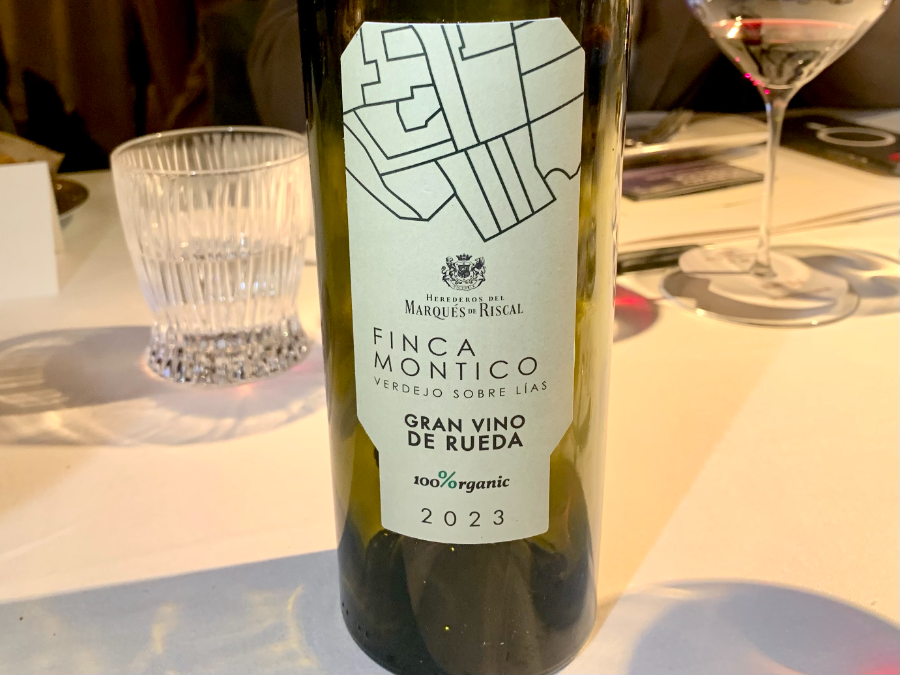 HEREDEROS DEL
MARQUÉS DE RISCAL
FINCA
MONTICO
VERDEJO SOBRE LÍAS
GRAN VINO
DE RUEDA
100%organic
2023